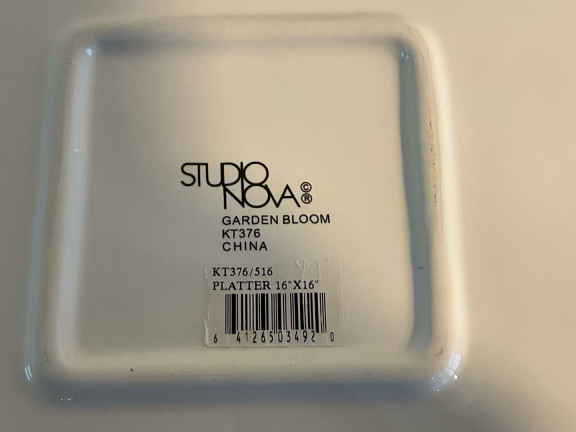 STUDIO
NOVA ©
®
GARDEN BLOOM
KT376
CHINA
KT376/516
PLATTER 16"X16"
6 41265 03492 0